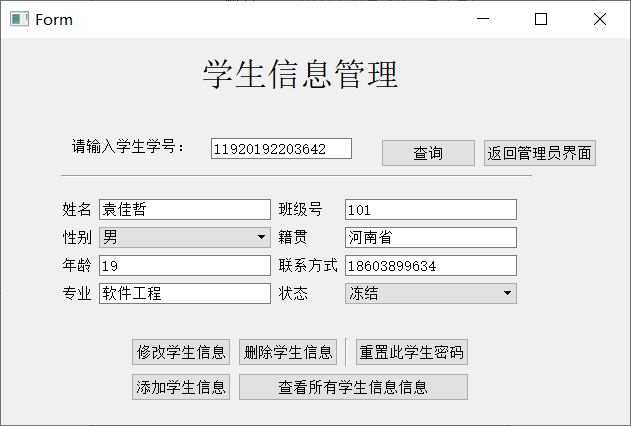 Form
学生信息管理
请输入学生学号： 11920192203642 查询 返回管理员界面
姓名 袁佳哲 班级号 101
性别 男 籍贯 河南省
年龄 19 联系方式 18603899634
专业 软件工程 状态 冻结
修改学生信息 删除学生信息 重置此学生密码
添加学生信息 查看所有学生信息信息